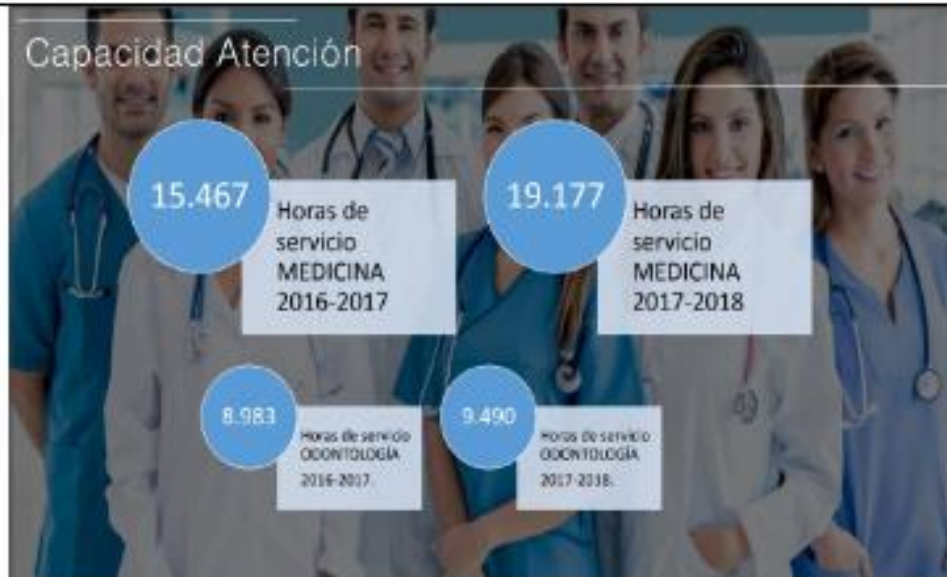 Capacidad Atención
15.467
Horas de
servicio
MEDICINA
2016-2017
19.177
Horas de
servicio
MEDICINA
2017-2018
8.983
Horas de servicio
ODONTOLOGÍA
2016-2017.
9.490
Horas de servicio
ODONTOLOGÍA
2017-2018.